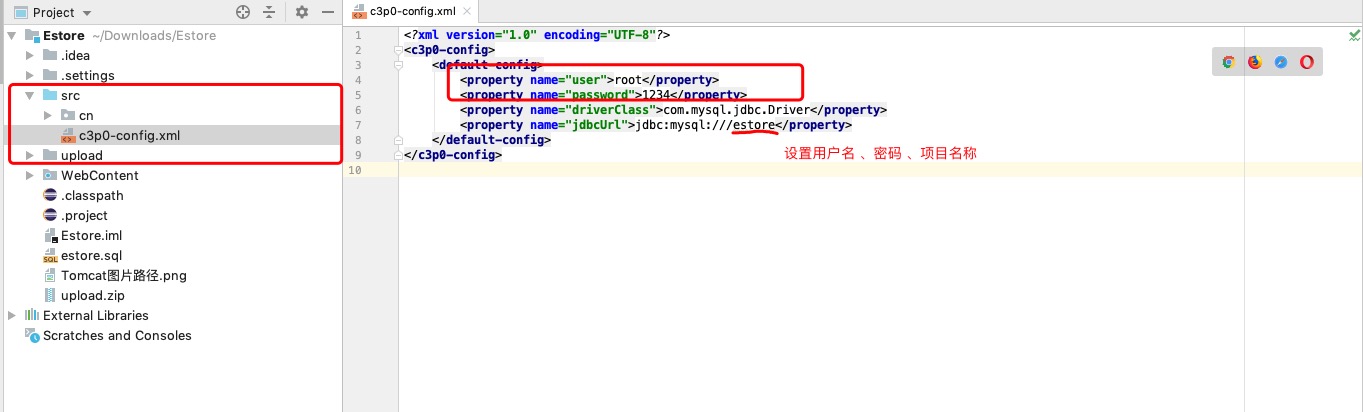 Project
c3p0-config.xml
Estore ~/Downloads/Estore
.idea
.settings
src
cn
c3p0-config.xml
upload
WebContent
.classpath
.project
Estore.iml
estore.sql
Tomcat图片路径.png
upload.zip
External Libraries
Scratches and Consoles
1 <?xml version="1.0" encoding="UTF-8"?>
2 <c3p0-config>
3 <default-config>
4 <property name="user">root</property>
5 <property name="password">1234</property>
6 <property name="driverClass">com.mysql.jdbc.Driver</property>
7 <property name="jdbcUrl">jdbc:mysql:///estore</property>
8 </default-config>
9 </c3p0-config>
10
设置用户名 、密码 、项目名称